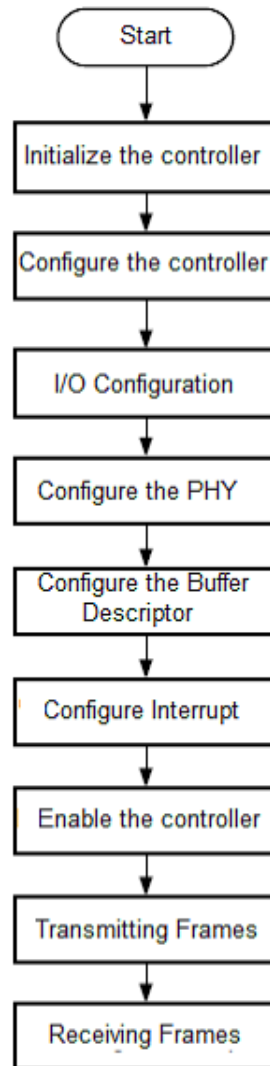 Start
Initialize the controller
Configure the controller
I/O Configuration
Configure the PHY
Configure the Buffer
Descriptor
Configure Interrupt
Enable the controller
Transmitting Frames
Receiving Frames